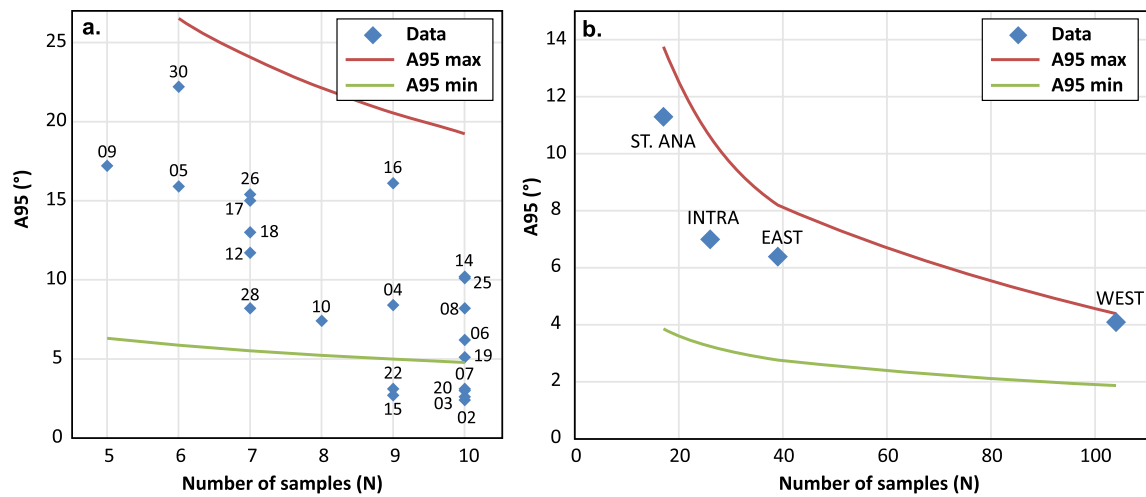 a.
Data
A95 max
A95 min
25
20
15
10
5
0
A95 (°)
30
09
05
26
17
18
12
28
10
16
04
22
15
14
25
08
06
19
07
20
03
02
5 6 7 8 9 10
Number of samples (N)
b.
Data
A95 max
A95 min
14
12
10
8
6
4
2
0
A95 (°)
ST. ANA
INTRA
EAST
WEST
0 20 40 60 80 100
Number of samples (N)